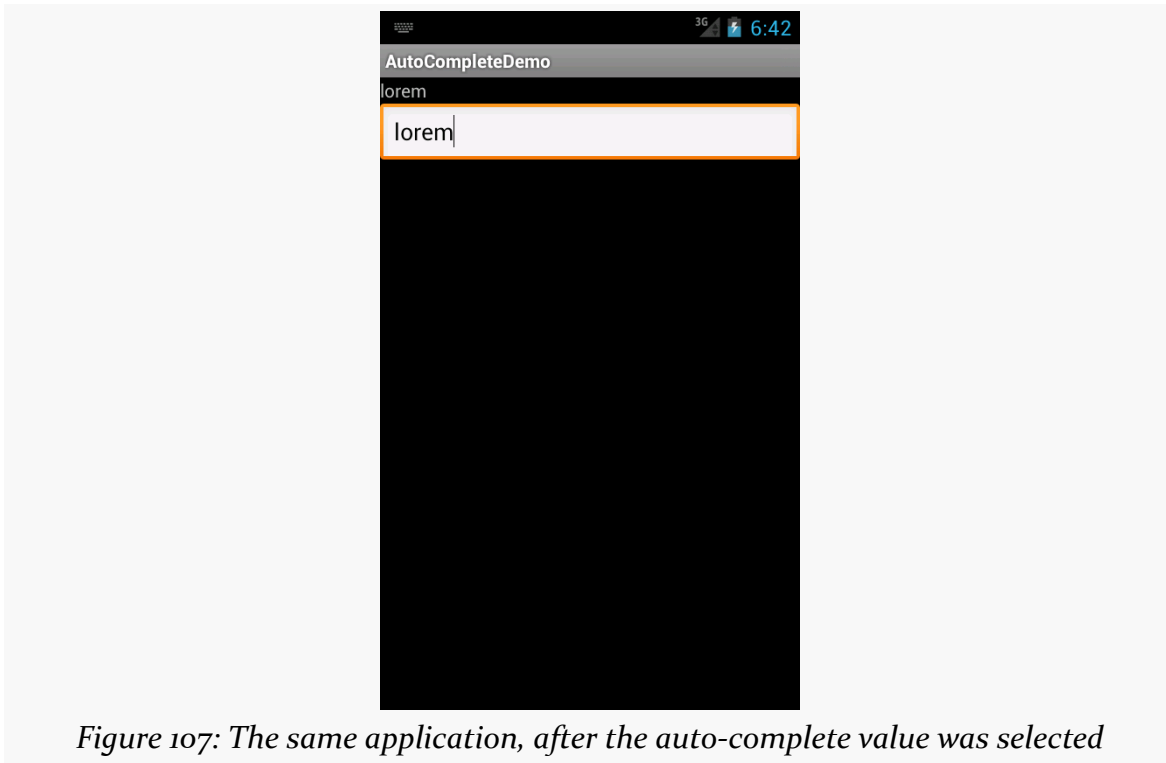 3G 6:42
AutoCompleteDemo
lorem
lorem
Figure 107: The same application, after the auto-complete value was selected